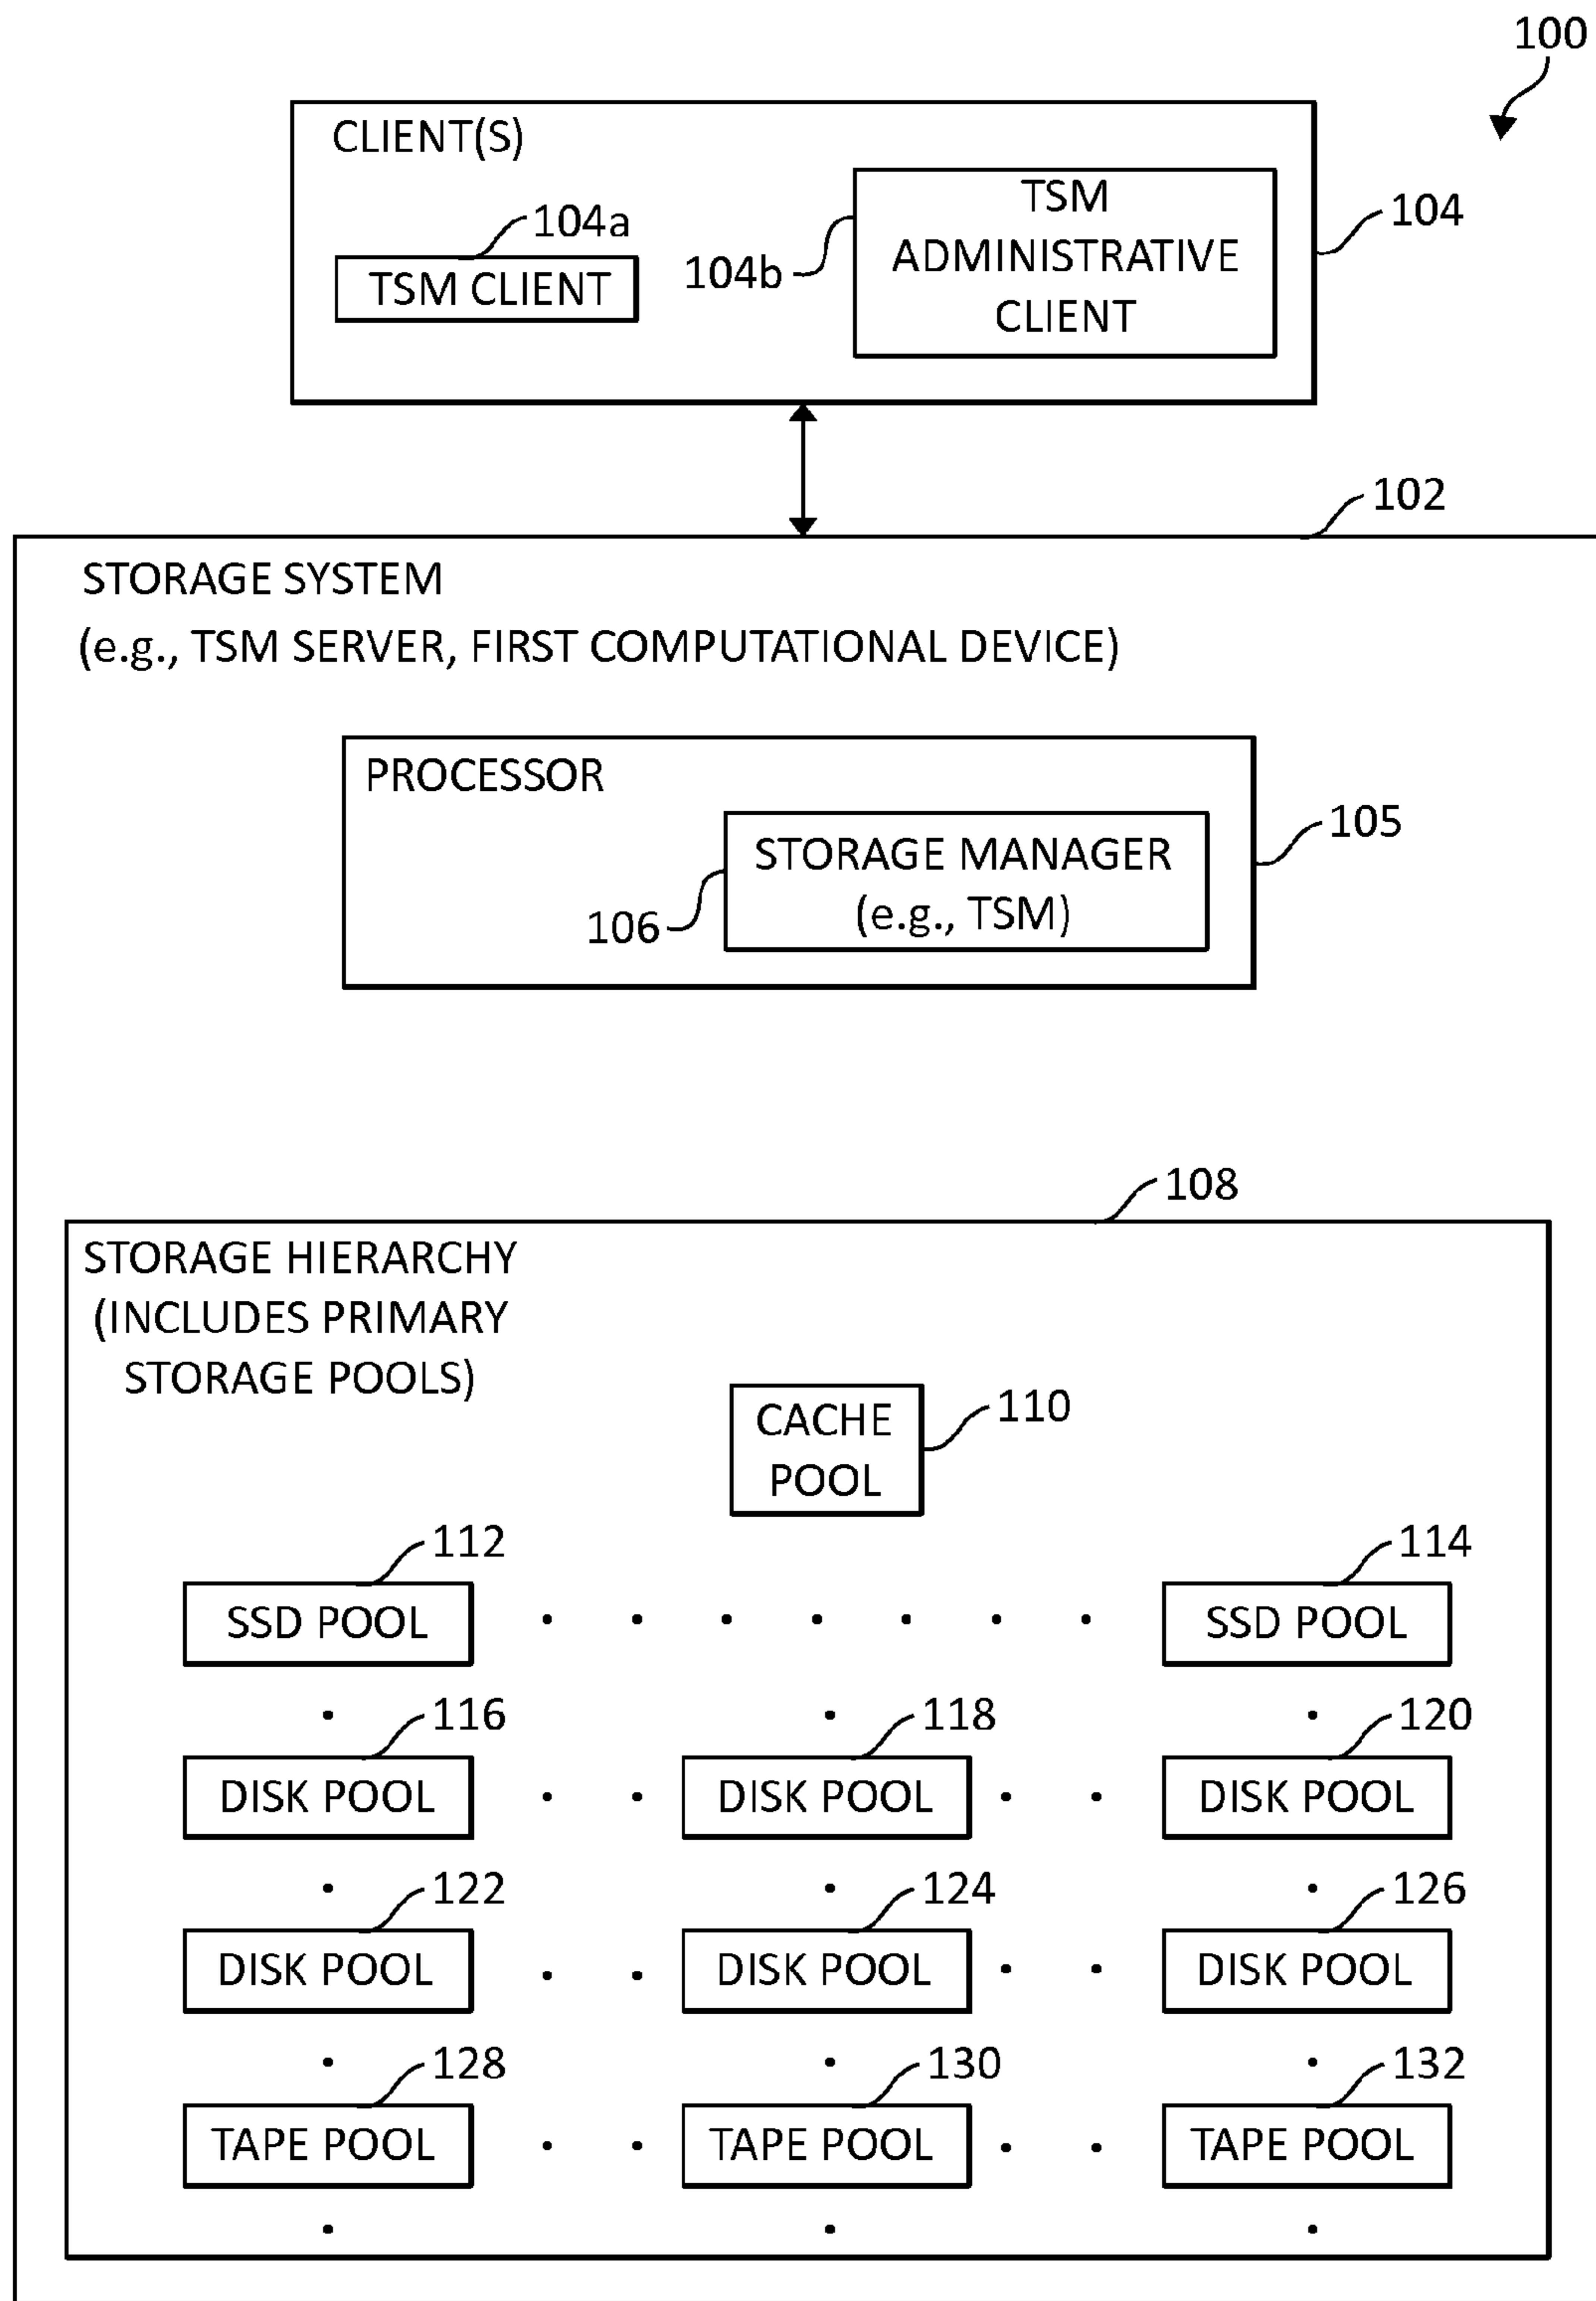 100
CLIENT(S)
104a
TSM CLIENT
104b
TSM
ADMINISTRATIVE
CLIENT
104
102
STORAGE SYSTEM
(e.g., TSM SERVER, FIRST COMPUTATIONAL DEVICE)
PROCESSOR
105
STORAGE MANAGER
(e.g., TSM)
106
108
STORAGE HIERARCHY
(INCLUDES PRIMARY
STORAGE POOLS)
CACHE
POOL
110
112
114
SSD POOL
SSD POOL
116
118
120
DISK POOL
DISK POOL
DISK POOL
122
124
126
DISK POOL
DISK POOL
DISK POOL
128
130
132
TAPE POOL
TAPE POOL
TAPE POOL